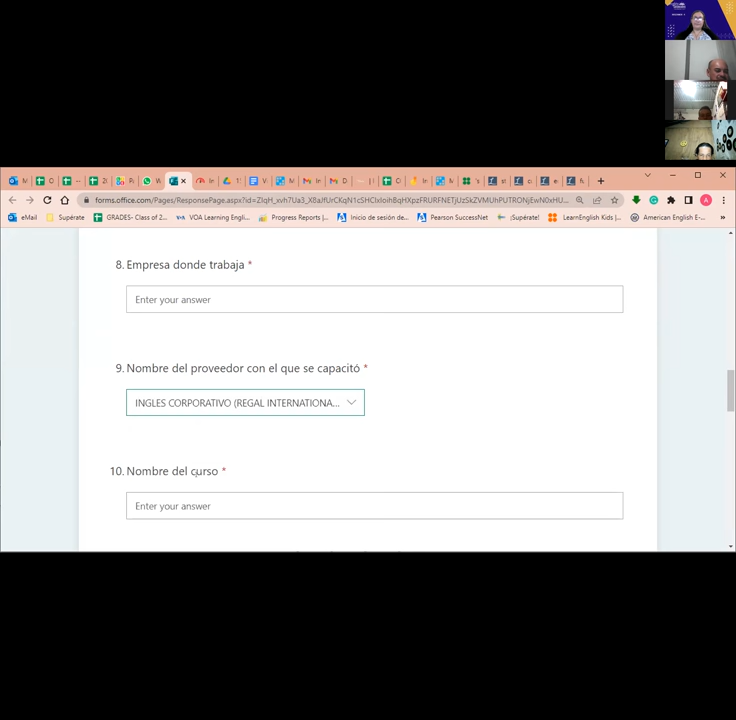 forms.office.com/Pages/ResponsePage.aspx?id=
eMail Supérate GRADES- Class of 2... VOA Learning Engli... Progress Reports |... Inicio de sesión de... Pearson SuccessNet ¡Supérate! LearnEnglish Kids |... American English E-... »
8. Empresa donde trabaja *
Enter your answer
9. Nombre del proveedor con el que se capacitó *
INGLES CORPORATIVO (REGAL INTERNATIONA...
10. Nombre del curso *
Enter your answer